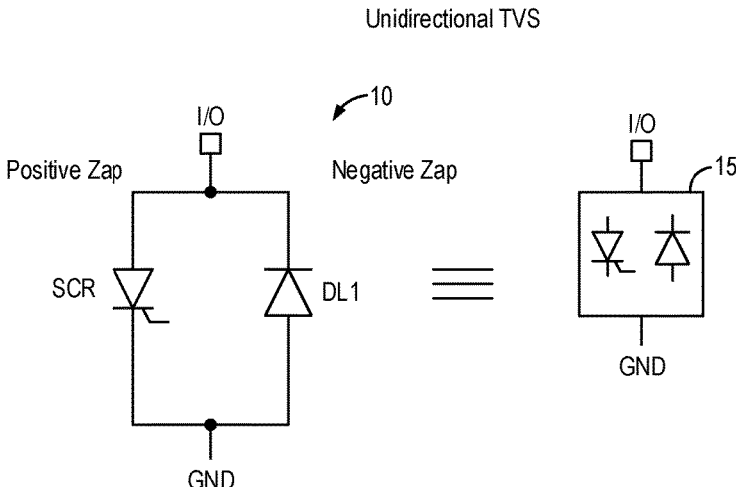 Unidirectional TVS
10
I/O
I/O
Positive Zap
Negative Zap
15
SCR
DL1
GND
GND